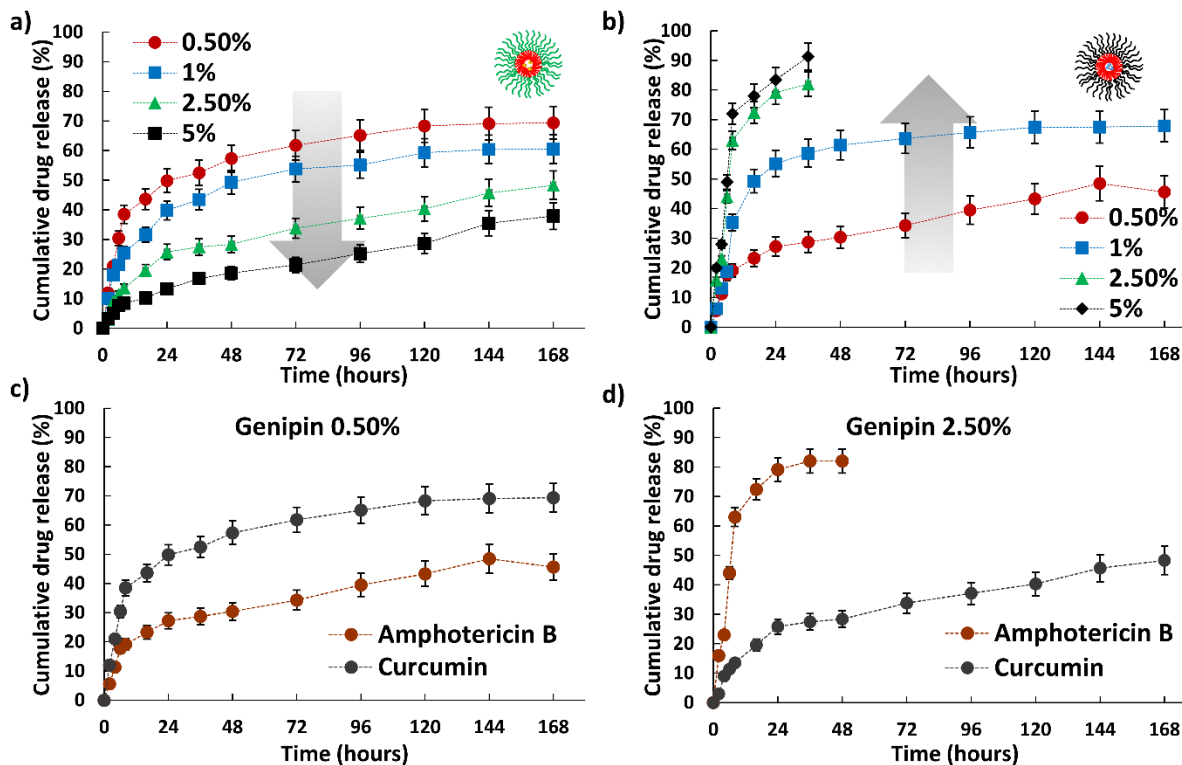 a)
Cumulative drug release (%)
100
90
80
70
60
50
40
30
20
10
0
0.50%
1%
2.50%
5%
0 24 48 72 96 120 144 168
Time (hours)
b)
Cumulative drug release (%)
100
90
80
70
60
50
40
30
20
10
0
0.50%
1%
2.50%
5%
0 24 48 72 96 120 144 168
Time (hours)
c)
Cumulative drug release (%)
100
90
80
70
60
50
40
30
20
10
0
Genipin 0.50%
Amphotericin B
Curcumin
0 24 48 72 96 120 144 168
Time (hours)
d)
Cumulative drug release (%)
100
90
80
70
60
50
40
30
20
10
0
Genipin 2.50%
Amphotericin B
Curcumin
0 24 48 72 96 120 144 168
Time (hours)